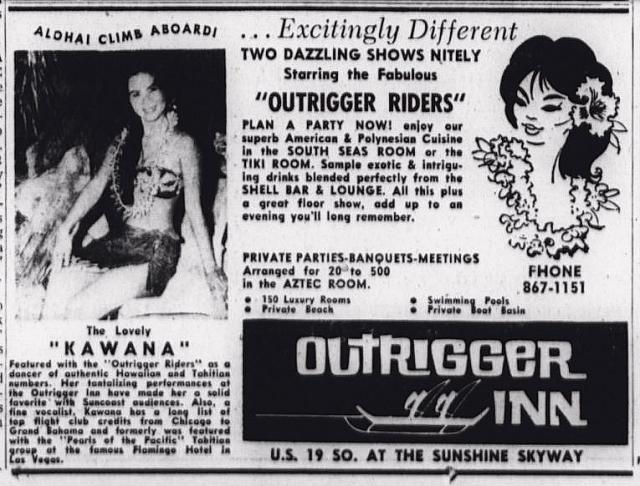 ALOHA! CLIMB ABOARD!
... Excitingly Different
TWO DAZZLING SHOWS NITELY
Starring the Fabulous
"OUTRIGGER RIDERS"
PLAN A PARTY NOW! enjoy our
superb American & Polynesian Cuisine
in the SOUTH SEAS ROOM or the
TIKI ROOM. Sample exotic & intrigu-
ing drinks blended perfectly from the
SHELL BAR & LOUNGE. All this plus
a great floor show, add up to an
evening you'll long remember.
PRIVATE PARTIES-BANQUETS-MEETINGS
Arranged for 20 to 500
in the AZTEC ROOM.
• 150 Luxury Rooms
• Private Beach
• Swimming Pools
• Private Boat Basin
FHONE
867-1151
The Lovely
"KAWANA"
Featured with the "Outrigger Riders" as a
dancer of authentic Hawaiian and Tahitian
numbers. Her tantalizing performances at
the Outrigger Inn have made her a solid
favorite with Suncoast audiences. Also, a
fine vocalist, Kawana has a long list of
top flight club credits from Chicago to
Grand Bahama and formerly was featured
with the "Pearls of the Pacific" Tahitian
group at the famous Flamingo Hotel in
Las Vegas.
OUTRIGGER
INN
U.S. 19 SO. AT THE SUNSHINE SKYWAY